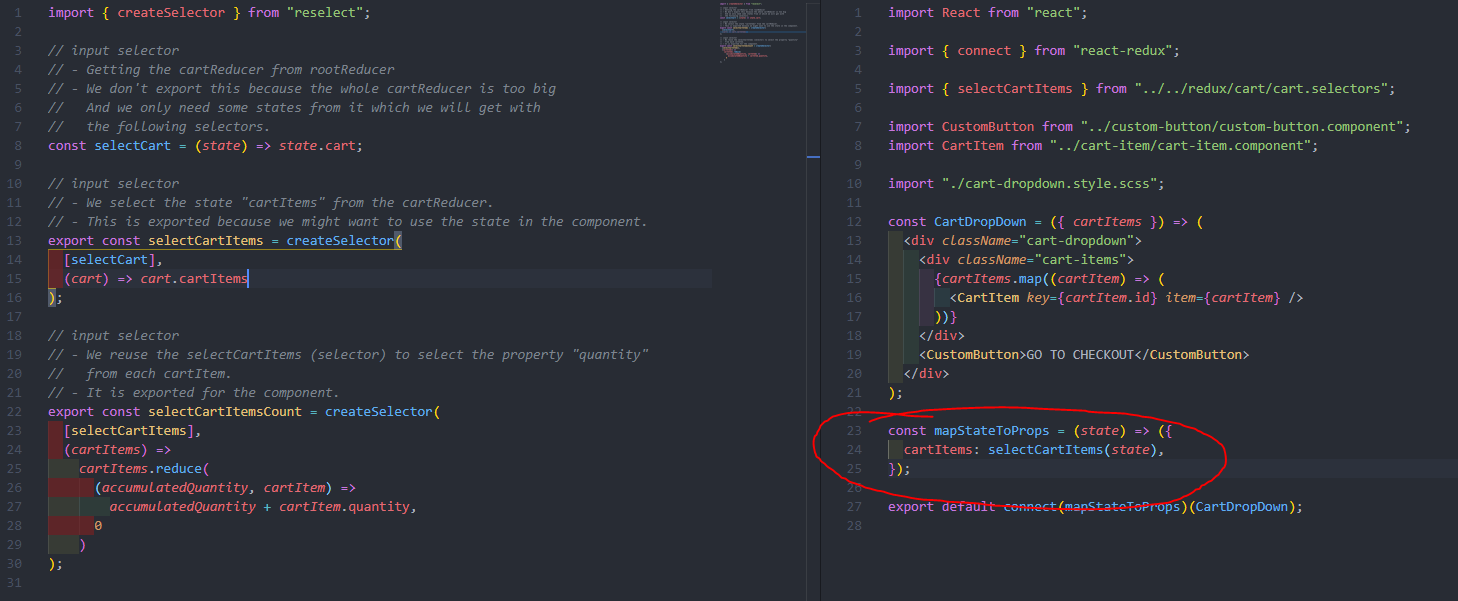 1 import { createSelector } from "reselect";
2
3 // input selector
4 // - Getting the cartReducer from rootReducer
5 // - We don't export this because the whole cartReducer is too big
6 //   And we only need some states from it which we will get with
7 //   the following selectors.
8 const selectCart = (state) => state.cart;
9
10 // input selector
11 // - We select the state "cartItems" from the cartReducer.
12 // - This is exported because we might want to use the state in the component.
13 export const selectCartItems = createSelector(
14   [selectCart],
15   (cart) => cart.cartItems
16 );
17
18 // input selector
19 // - We reuse the selectCartItems (selector) to select the property "quantity"
20 //   from each cartItem.
21 // - It is exported for the component.
22 export const selectCartItemsCount = createSelector(
23   [selectCartItems],
24   (cartItems) =>
25     cartItems.reduce(
26       (accumulatedQuantity, cartItem) =>
27         accumulatedQuantity + cartItem.quantity,
28       0
29     )
30 );
31
1 import React from "react";
2
3 import { connect } from "react-redux";
4
5 import { selectCartItems } from "../../redux/cart/cart.selectors";
6
7 import CustomButton from "../custom-button/custom-button.component";
8 import CartItem from "../cart-item/cart-item.component";
9
10 import "./cart-dropdown.style.scss";
11
12 const CartDropDown = ({ cartItems }) => (
13   <div className="cart-dropdown">
14     <div className="cart-items">
15       {cartItems.map((cartItem) => (
16         <CartItem key={cartItem.id} item={cartItem} />
17       ))}
18     </div>
19     <CustomButton>GO TO CHECKOUT</CustomButton>
20   </div>
21 );
22
23 const mapStateToProps = (state) => ({
24   cartItems: selectCartItems(state),
25 });
26
27 export default connect(mapStateToProps)(CartDropDown);
28